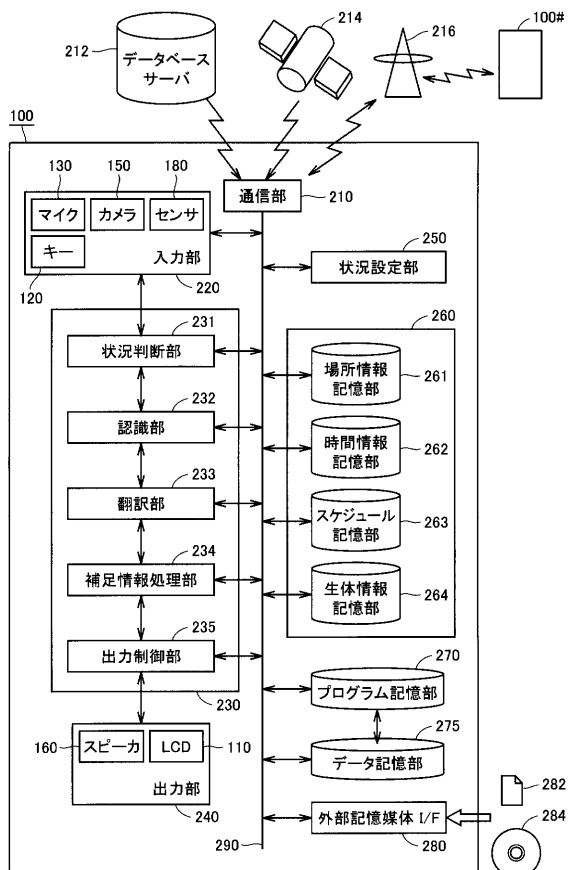 212
データベース
サーバ
214
216
100#
100
130
150
180
マイク
カメラ
センサ
キー
入力部
120
220
通信部
210
250
状況設定部
231
状況判断部
232
認識部
233
翻訳部
234
補足情報処理部
235
出力制御部
230
260
場所情報
記憶部
261
時間情報
記憶部
262
スケジュール
記憶部
263
生体情報
記憶部
264
270
プログラム記憶部
275
データ記憶部
160
スピーカ
LCD
110
出力部
240
290
外部記憶媒体 I/F
280
282
284